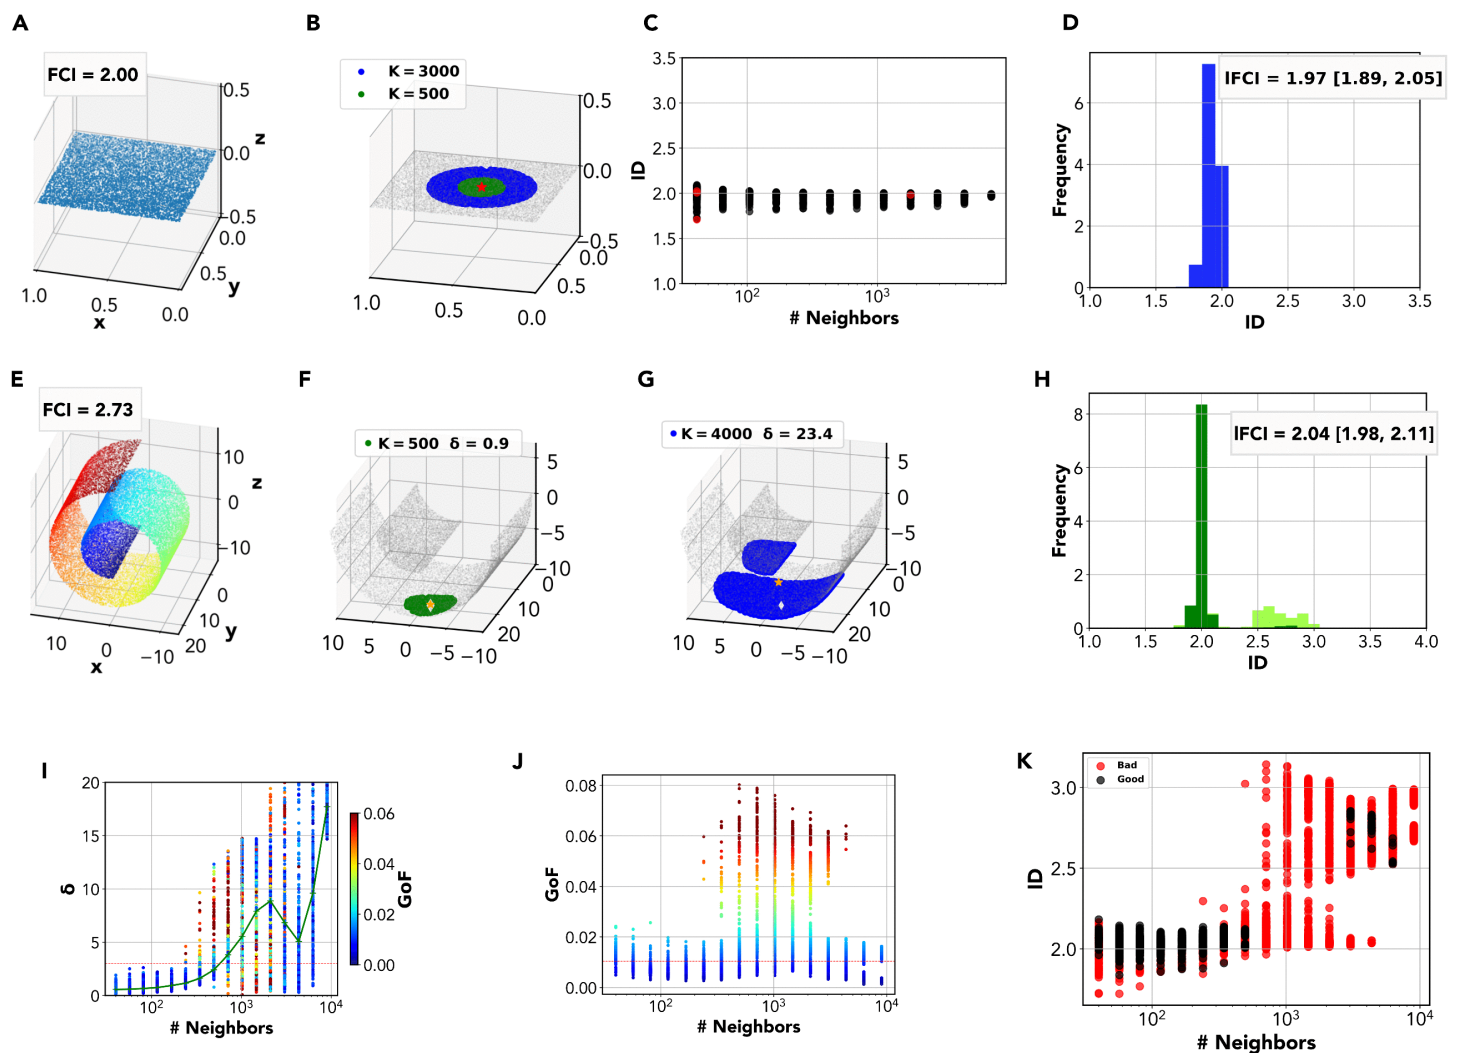 A
FCI = 2.00
0.5
0.0
−0.5
z
0.0
0.5
y
1.0
0.5
0.0
x
B
K = 3000
K = 500
0.5
0.0
−0.5
0.0
0.5
1.0
0.5
0.0
C
3.5
3.0
2.5
2.0
1.5
1.0
ID
10²
10³
# Neighbors
D
lFCI = 1.97 [1.89, 2.05]
6
4
2
0
Frequency
1.0
1.5
2.0
2.5
3.0
3.5
ID
E
FCI = 2.73
10
0
−10
z
0
10
20
y
10
0
−10
x
F
K = 500 δ = 0.9
5
0
−5
−10
0
10
20
10
5
0
−5
−10
G
K = 4000 δ = 23.4
5
0
−5
−10
0
10
20
10
5
0
−5
−10
H
lFCI = 2.04 [1.98, 2.11]
8
6
4
2
0
Frequency
1.0
1.5
2.0
2.5
3.0
3.5
4.0
ID
I
20
15
10
5
0
δ
10²
10³
10⁴
# Neighbors
0.06
0.04
0.02
0.00
GoF
J
0.08
0.06
0.04
0.02
0.00
GoF
10²
10³
10⁴
# Neighbors
K
Bad
Good
3.0
2.5
2.0
ID
10²
10³
10⁴
# Neighbors